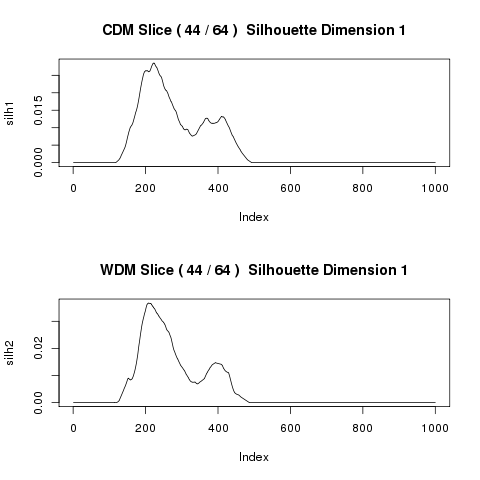 CDM Slice ( 44 / 64 )  Silhouette Dimension 1
silh1
0.015
0.000
0 200 400 600 800 1000
Index
WDM Slice ( 44 / 64 )  Silhouette Dimension 1
silh2
0.02
0.00
0 200 400 600 800 1000
Index